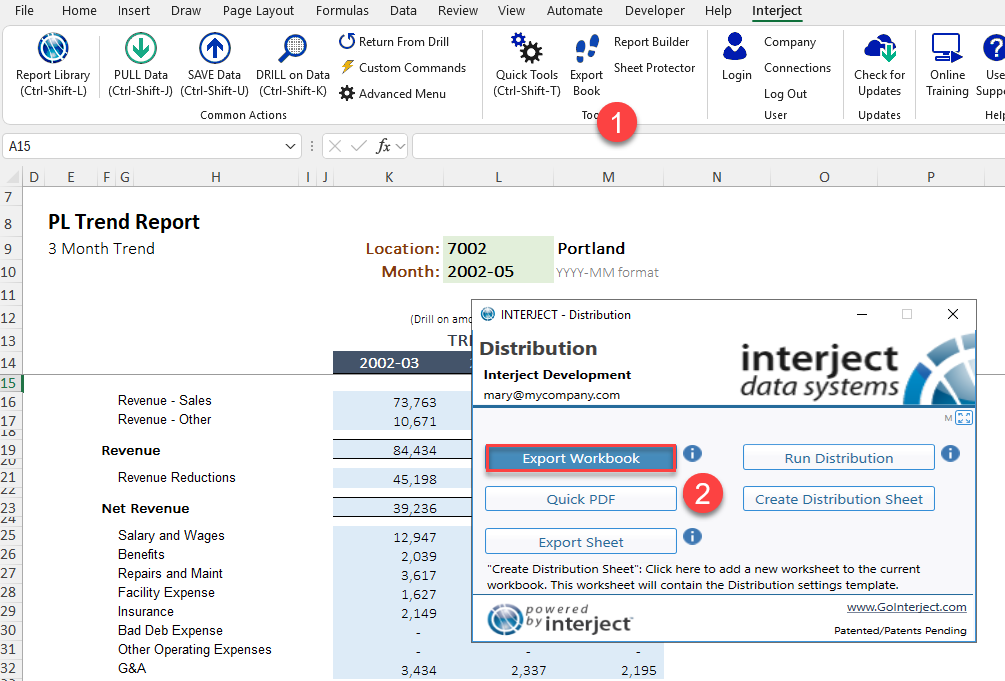 File Home Insert Draw Page Layout Formulas Data Review View Automate Developer Help Interject
Report Library (Ctrl-Shift-L)
PULL Data (Ctrl-Shift-J)
SAVE Data (Ctrl-Shift-U)
DRILL on Data (Ctrl-Shift-K)
Return From Drill
Custom Commands
Advanced Menu
Common Actions
Quick Tools (Ctrl-Shift-T)
Export Book
Report Builder
Sheet Protector
1
Login
Company
Connections
Log Out
User
Check for Updates
Updates
Online Training
A15
fx
D E F G H I J K L M N O P
7
8 PL Trend Report
9 3 Month Trend Location: 7002 Portland
10 Month: 2002-05 YYYY-MM format
11
12 (Drill on
13
14 2002-03
15
16 Revenue - Sales 73,763
17 Revenue - Other 10,671
18
19 Revenue 84,434
20
21 Revenue Reductions 45,198
22
23 Net Revenue 39,236
24
25 Salary and Wages 12,947
26 Benefits 2,039
27 Repairs and Maint 3,617
28 Facility Expense 1,627
29 Insurance 2,149
30 Bad Deb Expense -
31 Other Operating Expenses - - -
32 G&A 3,434 2,337 2,195
INTERJECT - Distribution
Distribution
Interject Development
mary@mycompany.com
interject
data systems
M
Export Workbook
Run Distribution
Quick PDF
2
Create Distribution Sheet
Export Sheet
"Create Distribution Sheet": Click here to add a new worksheet to the current
workbook. This worksheet will contain the Distribution settings template.
powered
by interject
www.GoInterject.com
Patented/Patents Pending